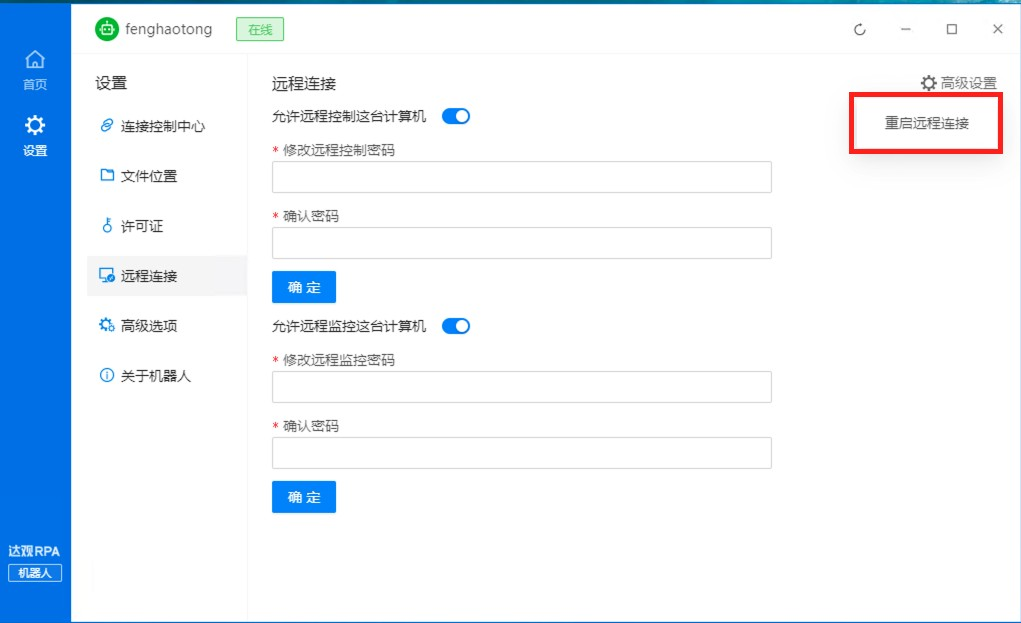 fenghaotong
在线
首页
设置
达观RPA
机器人
设置
连接控制中心
文件位置
许可证
远程连接
高级选项
关于机器人
远程连接
高级设置
重启远程连接
允许远程控制这台计算机
* 修改远程控制密码
* 确认密码
确 定
允许远程监控这台计算机
* 修改远程监控密码
* 确认密码
确 定